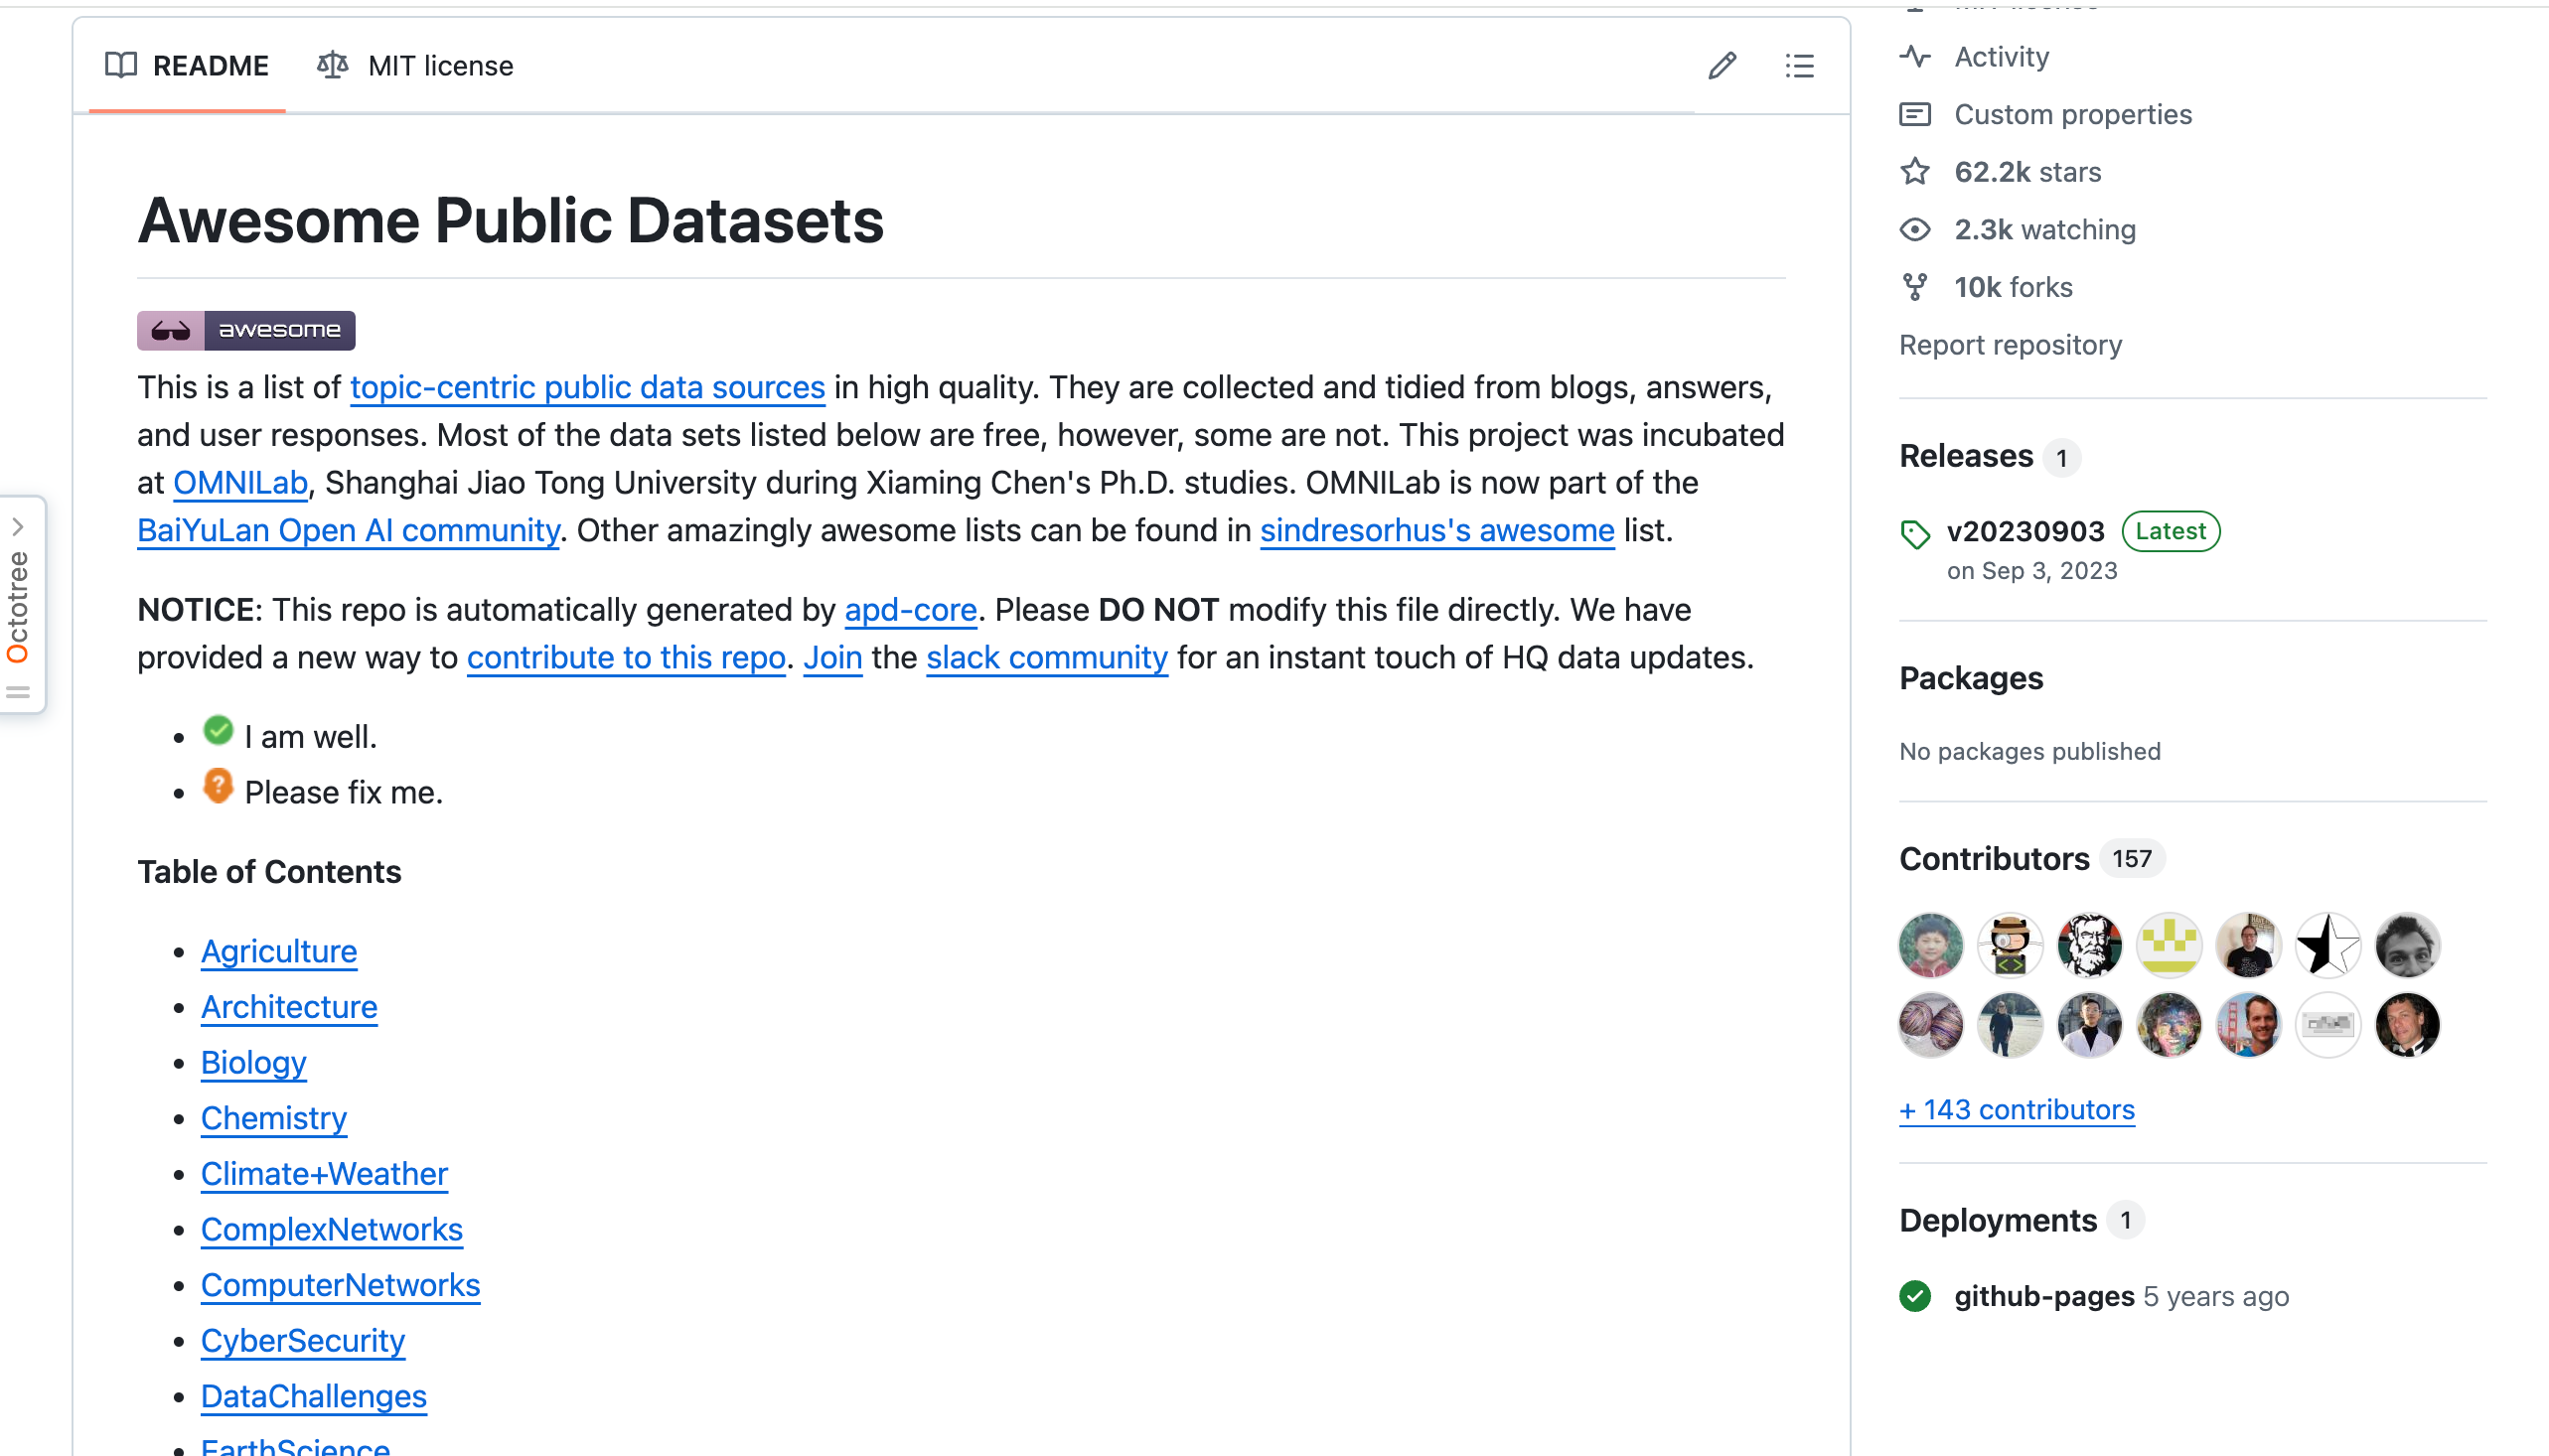 README
MIT license
Awesome Public Datasets
awesome
This is a list of topic-centric public data sources in high quality. They are collected and tidied from blogs, answers,
and user responses. Most of the data sets listed below are free, however, some are not. This project was incubated
at OMNILab, Shanghai Jiao Tong University during Xiaming Chen's Ph.D. studies. OMNILab is now part of the
BaiYuLan Open AI community. Other amazingly awesome lists can be found in sindresorhus's awesome list.
NOTICE: This repo is automatically generated by apd-core. Please DO NOT modify this file directly. We have
provided a new way to contribute to this repo. Join the slack community for an instant touch of HQ data updates.
I am well.
Please fix me.
Table of Contents
Agriculture
Architecture
Biology
Chemistry
Climate+Weather
ComplexNetworks
ComputerNetworks
CyberSecurity
DataChallenges
EarthScience
Octotree
MIT license
Activity
Custom properties
62.2k stars
2.3k watching
10k forks
Report repository
Releases 1
v20230903 Latest
on Sep 3, 2023
Packages
No packages published
Contributors 157
+ 143 contributors
Deployments 1
github-pages 5 years ago